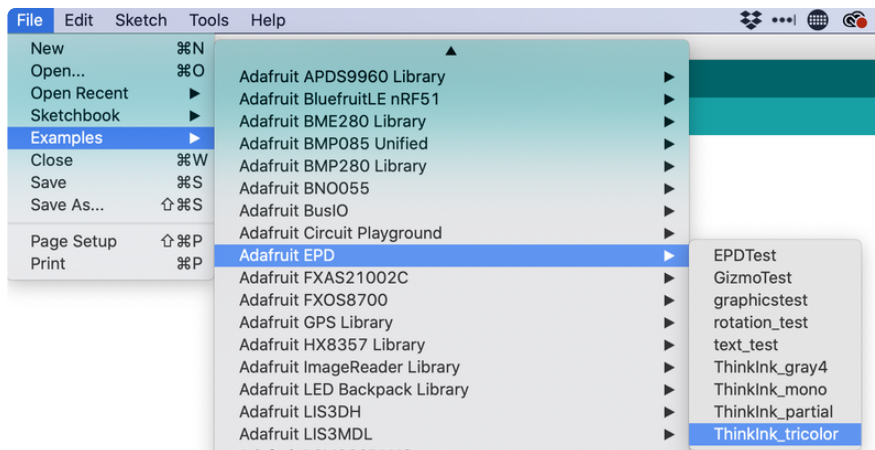 File Edit Sketch Tools Help
New ⌘N
Open... ⌘O
Open Recent ▶
Sketchbook ▶
Examples ▶
Close ⌘W
Save ⌘S
Save As... ⇧⌘S
Page Setup ⇧⌘P
Print ⌘P
▲
Adafruit APDS9960 Library ▶
Adafruit BluefruitLE nRF51 ▶
Adafruit BME280 Library ▶
Adafruit BMP085 Unified ▶
Adafruit BMP280 Library ▶
Adafruit BNO055 ▶
Adafruit BusIO ▶
Adafruit Circuit Playground ▶
Adafruit EPD ▶
Adafruit FXAS21002C ▶
Adafruit FXOS8700 ▶
Adafruit GPS Library ▶
Adafruit HX8357 Library ▶
Adafruit ImageReader Library ▶
Adafruit LED Backpack Library ▶
Adafruit LIS3DH ▶
Adafruit LIS3MDL ▶
EPDTest
GizmoTest
graphicstest
rotation_test
text_test
ThinkInk_gray4
ThinkInk_mono
ThinkInk_partial
ThinkInk_tricolor